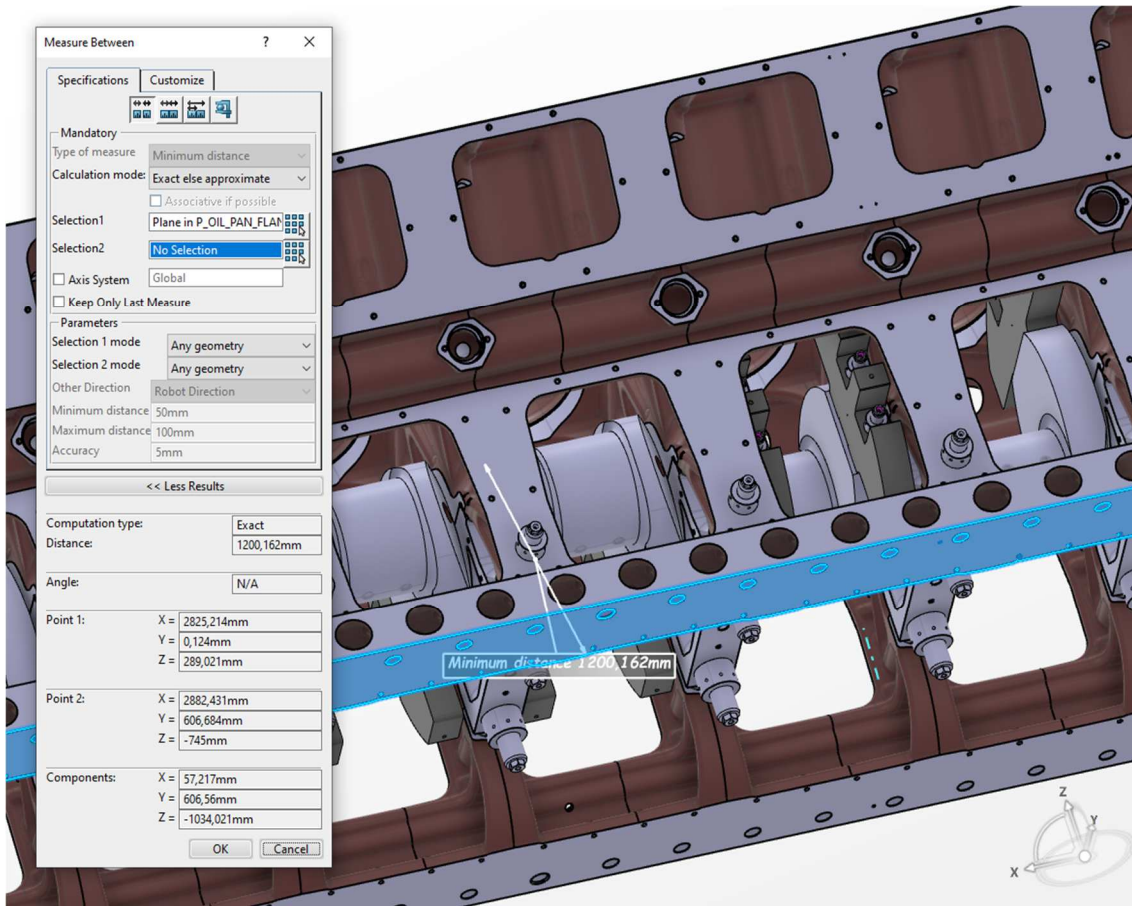 Measure Between ? ×
Specifications Customize
Mandatory
Type of measure Minimum distance
Calculation mode: Exact else approximate
Associative if possible
Selection1 Plane in P_OIL_PAN_FLAN
Selection2 No Selection
Axis System Global
Keep Only Last Measure
Parameters
Selection 1 mode Any geometry
Selection 2 mode Any geometry
Other Direction Robot Direction
Minimum distance 50mm
Maximum distance 100mm
Accuracy 5mm
<< Less Results
Computation type: Exact
Distance: 1200,162mm
Angle: N/A
Point 1: X = 2825,214mm
Y = 0,124mm
Z = 289,021mm
Point 2: X = 2882,431mm
Y = 606,684mm
Z = -745mm
Components: X = 57,217mm
Y = 606,56mm
Z = -1034,021mm
OK Cancel
Minimum distance 1200,162mm
Z
Y
X